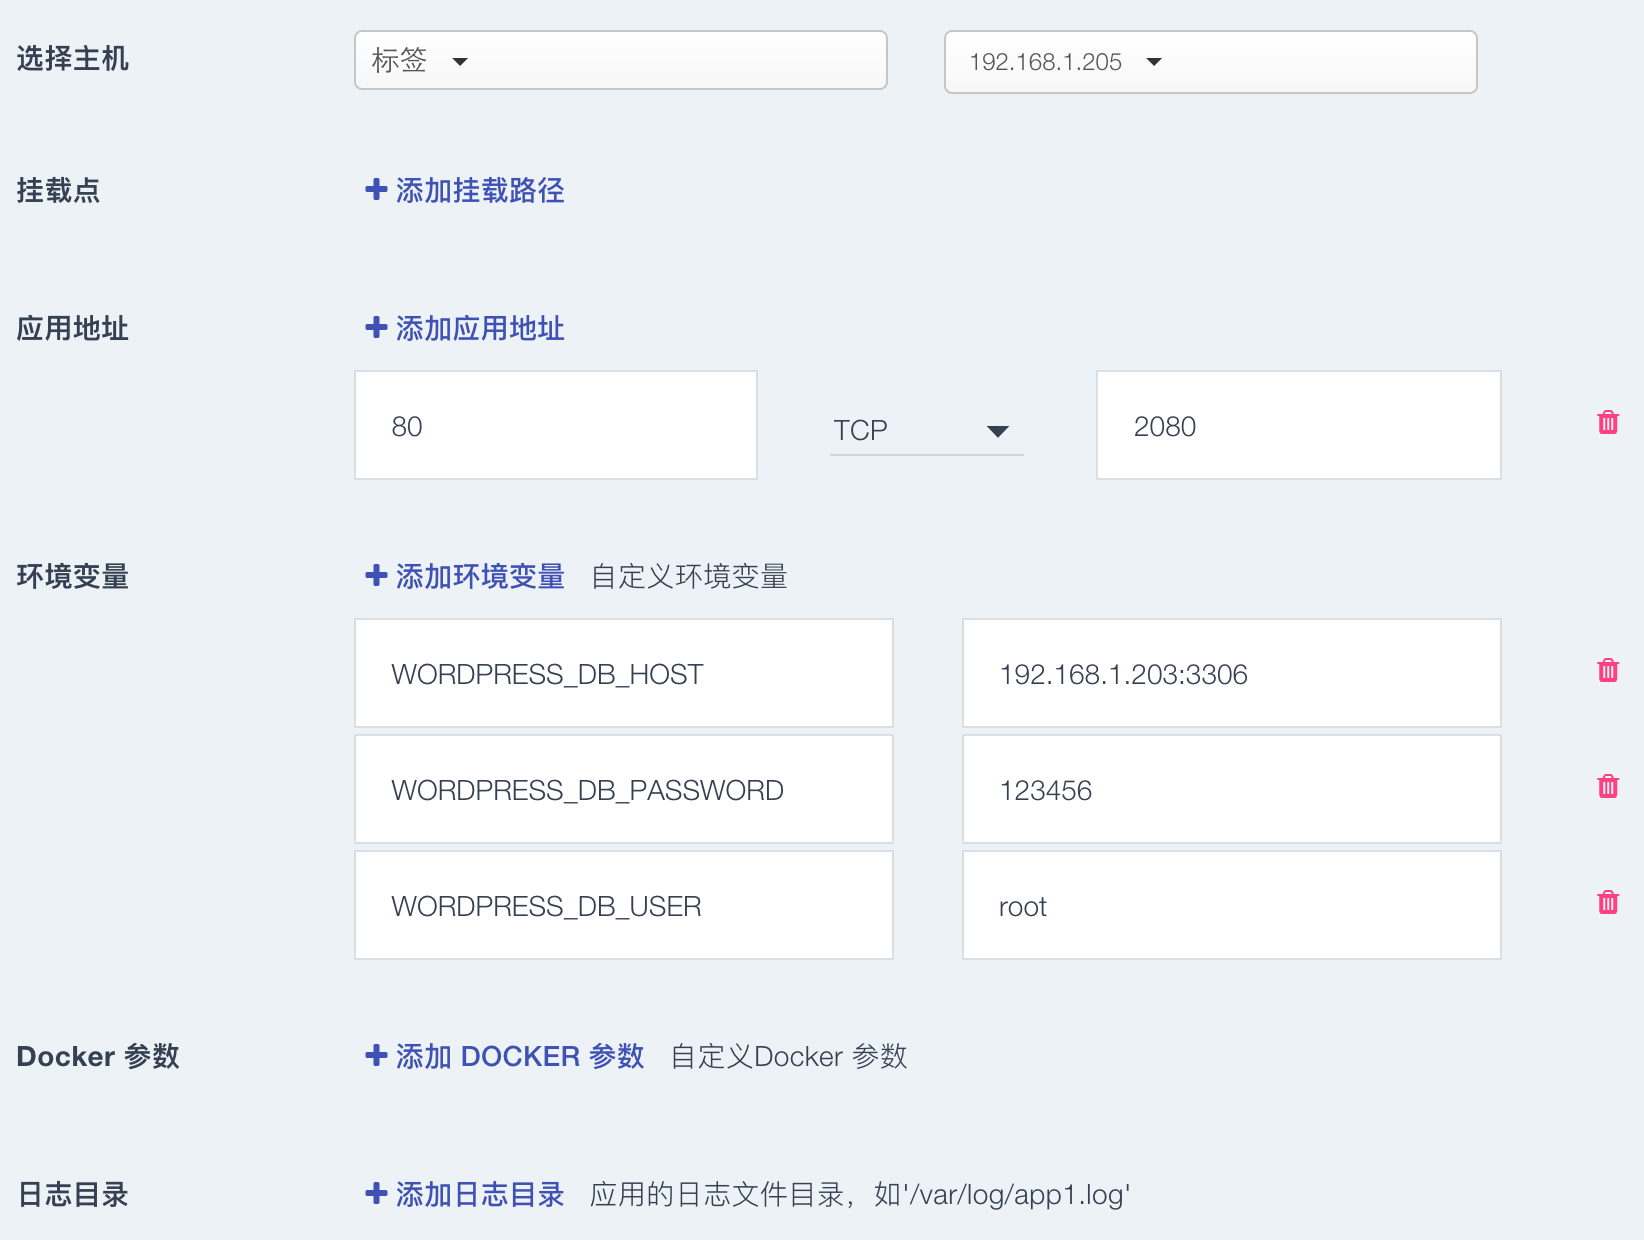 选择主机 标签 192.168.1.205
挂载点 添加挂载路径
应用地址 添加应用地址
80 TCP 2080
环境变量 添加环境变量 自定义环境变量
WORDPRESS_DB_HOST 192.168.1.203:3306
WORDPRESS_DB_PASSWORD 123456
WORDPRESS_DB_USER root
Docker 参数 添加 DOCKER 参数 自定义Docker 参数
日志目录 添加日志目录 应用的日志文件目录，如'/var/log/app1.log'